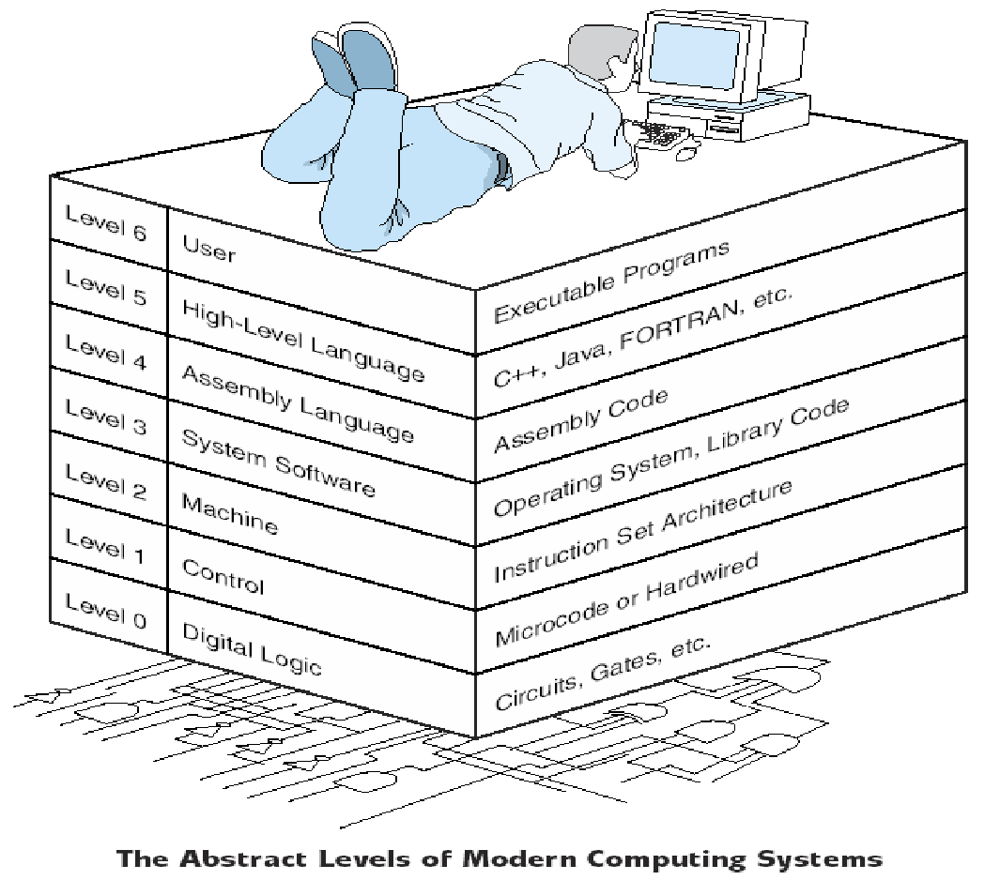 Level 6 User Executable Programs
Level 5 High-Level Language C++, Java, FORTRAN, etc.
Level 4 Assembly Language Assembly Code
Level 3 System Software Operating System, Library Code
Level 2 Machine Instruction Set Architecture
Level 1 Control Microcode or Hardwired
Level 0 Digital Logic Circuits, Gates, etc.
The Abstract Levels of Modern Computing Systems